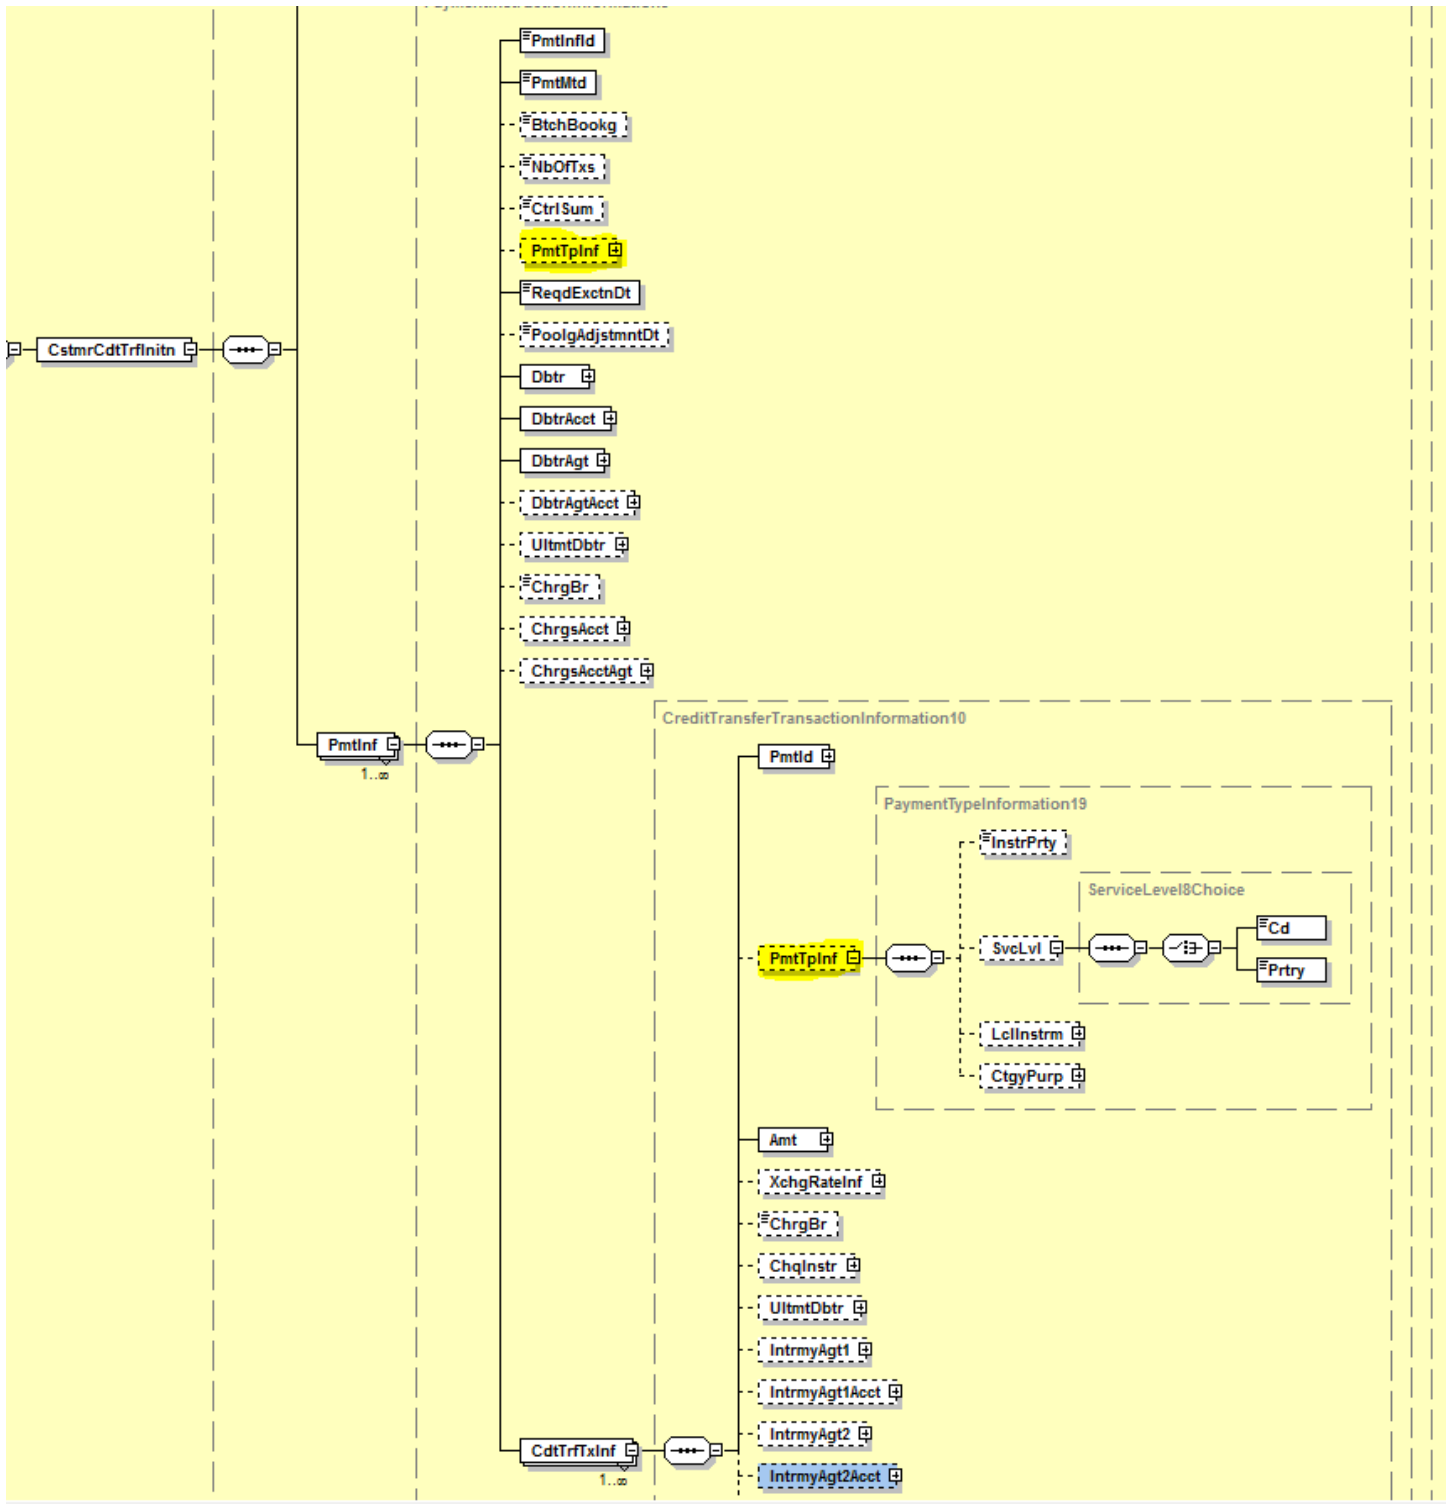 PmtInfId
PmtMtd
BtchBookg
NbOfTxs
CtrlSum
PmtTpInf
ReqdExctnDt
PoolgAdjstmntDt
CstmrCdtTrfInitn
Dbtr
DbtrAcct
DbtrAgt
DbtrAgtAcct
UltmtDbtr
ChrgBr
ChrgsAcct
ChrgsAcctAgt
CreditTransferTransactionInformation10
PmtInf
1..∞
PmtId
PaymentTypeInformation19
InstrPrty
ServiceLevel8Choice
Cd
SvcLvl
PmtTpInf
Prtry
LclInstrm
CtgyPurp
Amt
XchgRateInf
ChrgBr
ChqInstr
UltmtDbtr
IntrmyAgt1
IntrmyAgt1Acct
IntrmyAgt2
CdtTrfTxInf
1..∞
IntrmyAgt2Acct